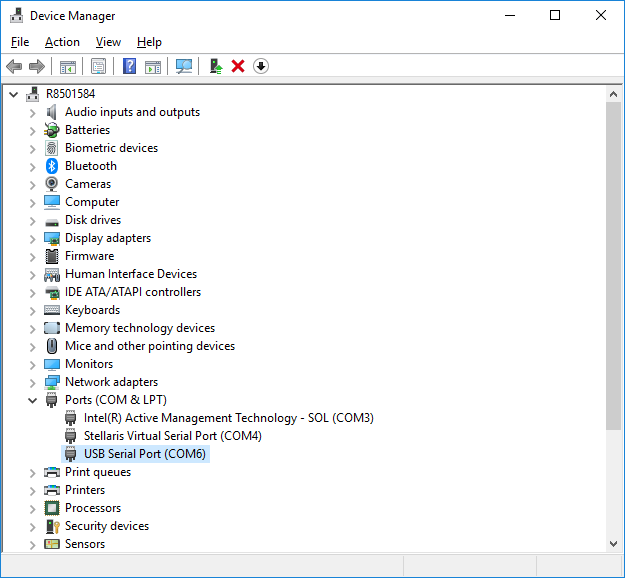 Device Manager
File Action View Help
R8501584
Audio inputs and outputs
Batteries
Biometric devices
Bluetooth
Cameras
Computer
Disk drives
Display adapters
Firmware
Human Interface Devices
IDE ATA/ATAPI controllers
Keyboards
Memory technology devices
Mice and other pointing devices
Monitors
Network adapters
Ports (COM & LPT)
Intel(R) Active Management Technology - SOL (COM3)
Stellaris Virtual Serial Port (COM4)
USB Serial Port (COM6)
Print queues
Printers
Processors
Security devices
Sensors